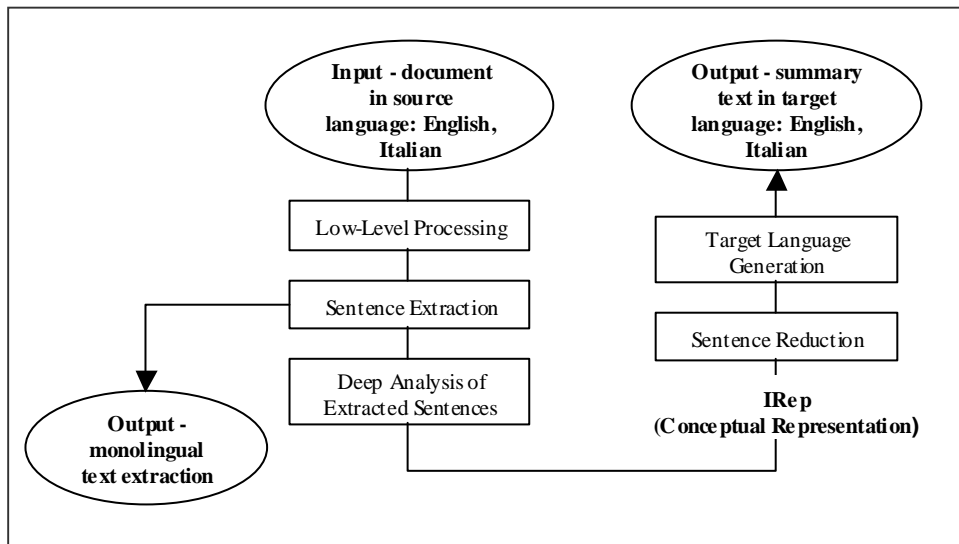 Input - document
in source
language: English,
Italian
Low-Level Processing
Sentence Extraction
Deep Analysis of
Extracted Sentences
Output -
monolingual
text extraction
Output - summary
text in target
language: English,
Italian
Target Language
Generation
Sentence Reduction
IRep
(Conceptual Representation)